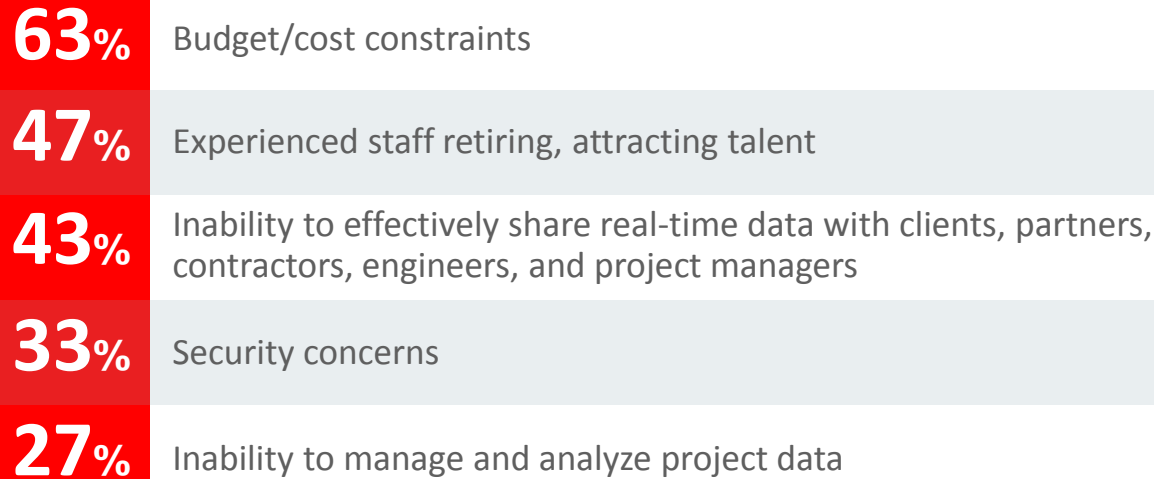 63% Budget/cost constraints
47% Experienced staff retiring, attracting talent
43% Inability to effectively share real-time data with clients, partners,
contractors, engineers, and project managers
33% Security concerns
27% Inability to manage and analyze project data